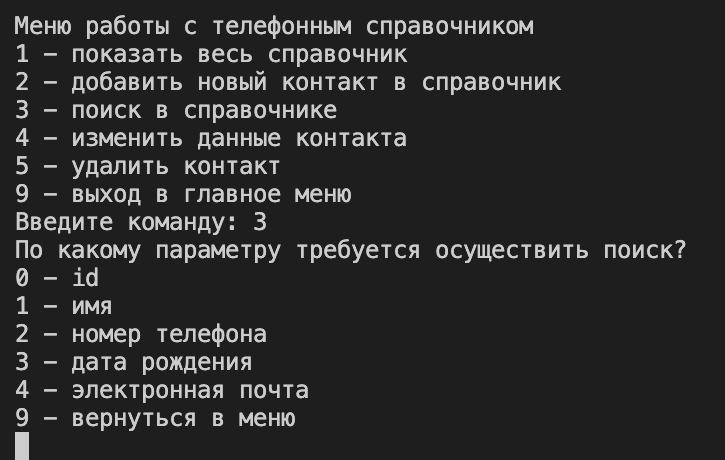 Меню работы с телефонным справочником
1 - показать весь справочник
2 - добавить новый контакт в справочник
3 - поиск в справочнике
4 - изменить данные контакта
5 - удалить контакт
9 - выход в главное меню
Введите команду: 3
По какому параметру требуется осуществить поиск?
0 - id
1 - имя
2 - номер телефона
3 - дата рождения
4 - электронная почта
9 - вернуться в меню